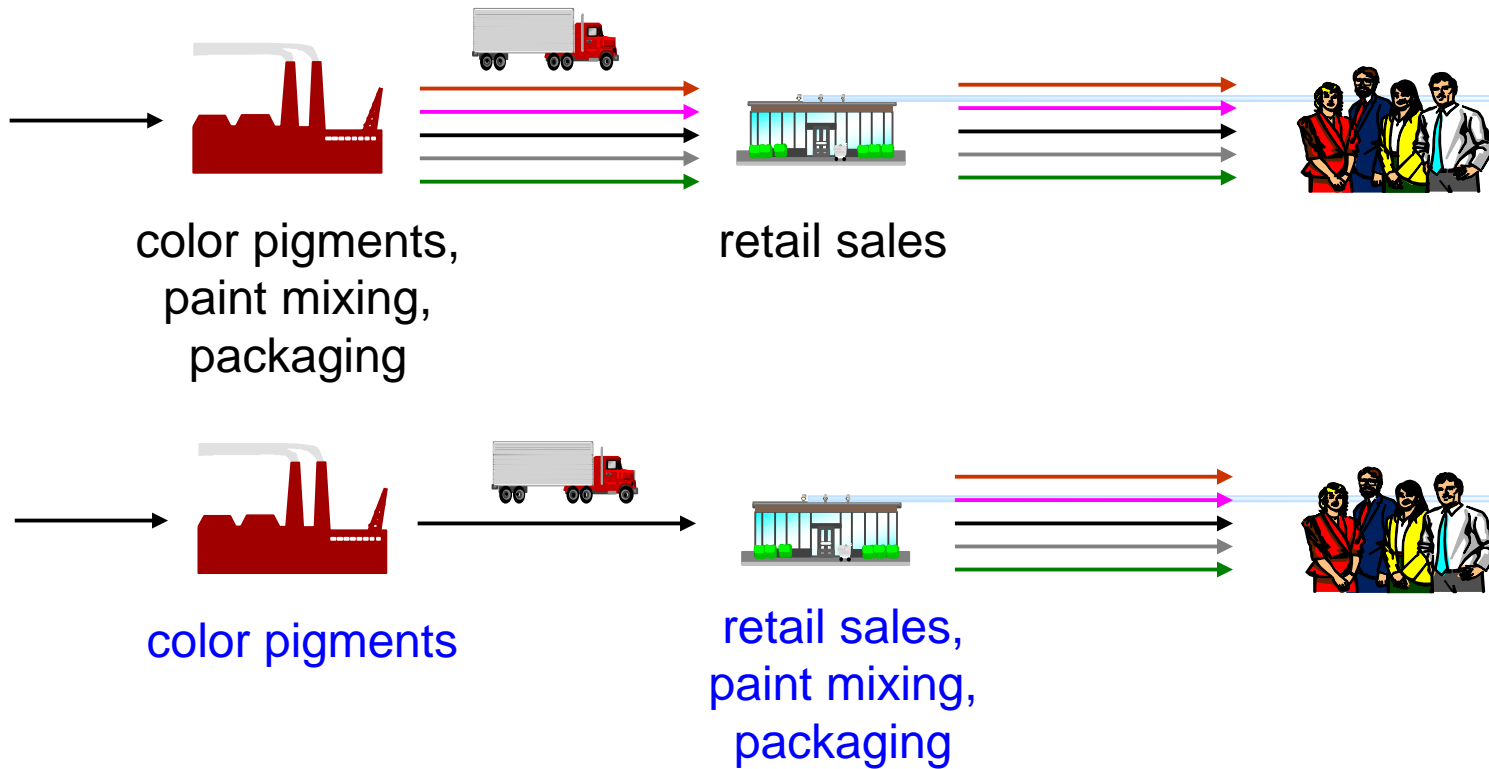 color pigments,
paint mixing,
packaging
retail sales
color pigments
retail sales,
paint mixing,
packaging